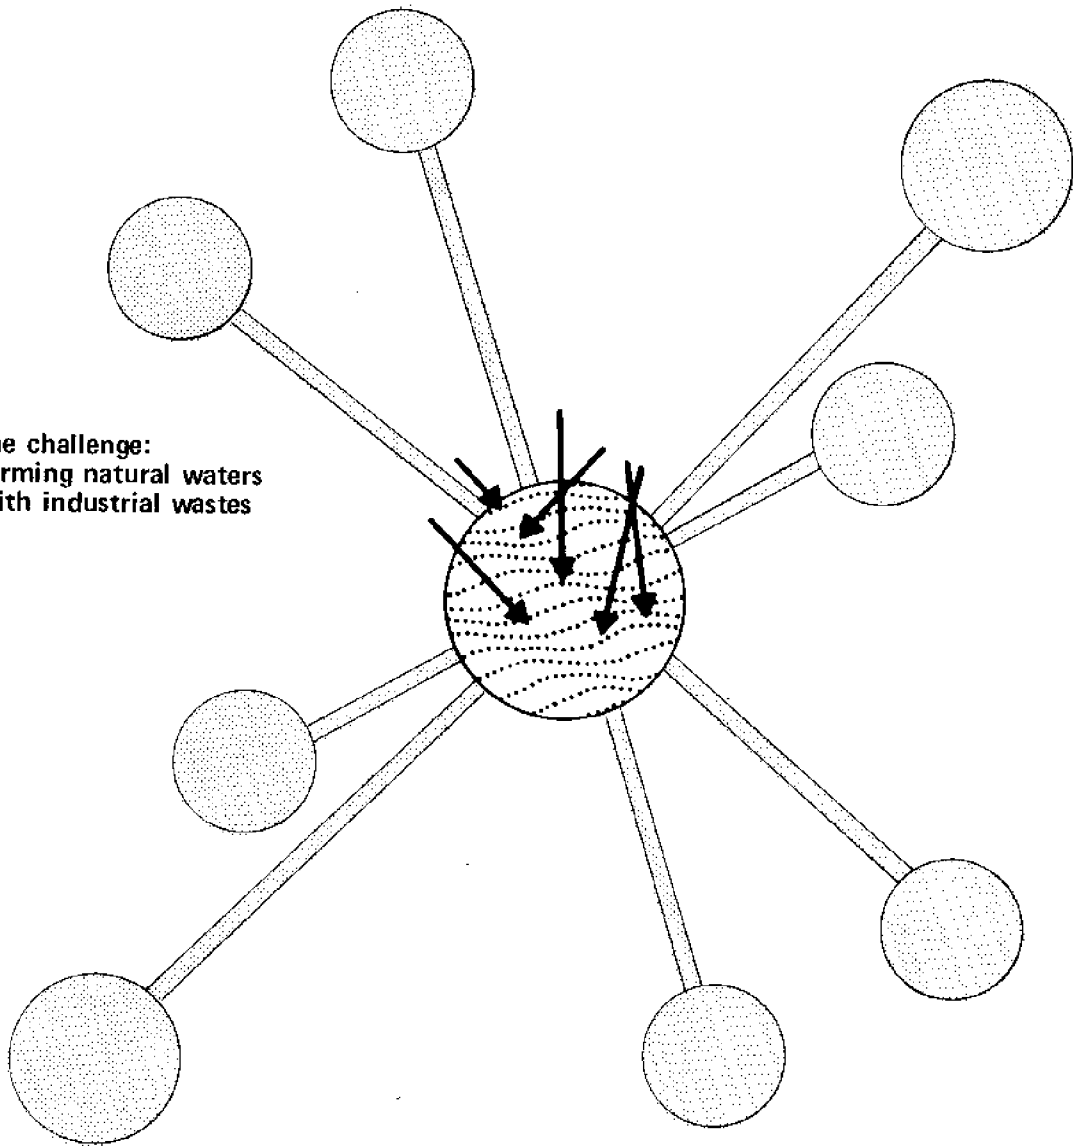 e challenge:
rming natural waters
ith industrial wastes